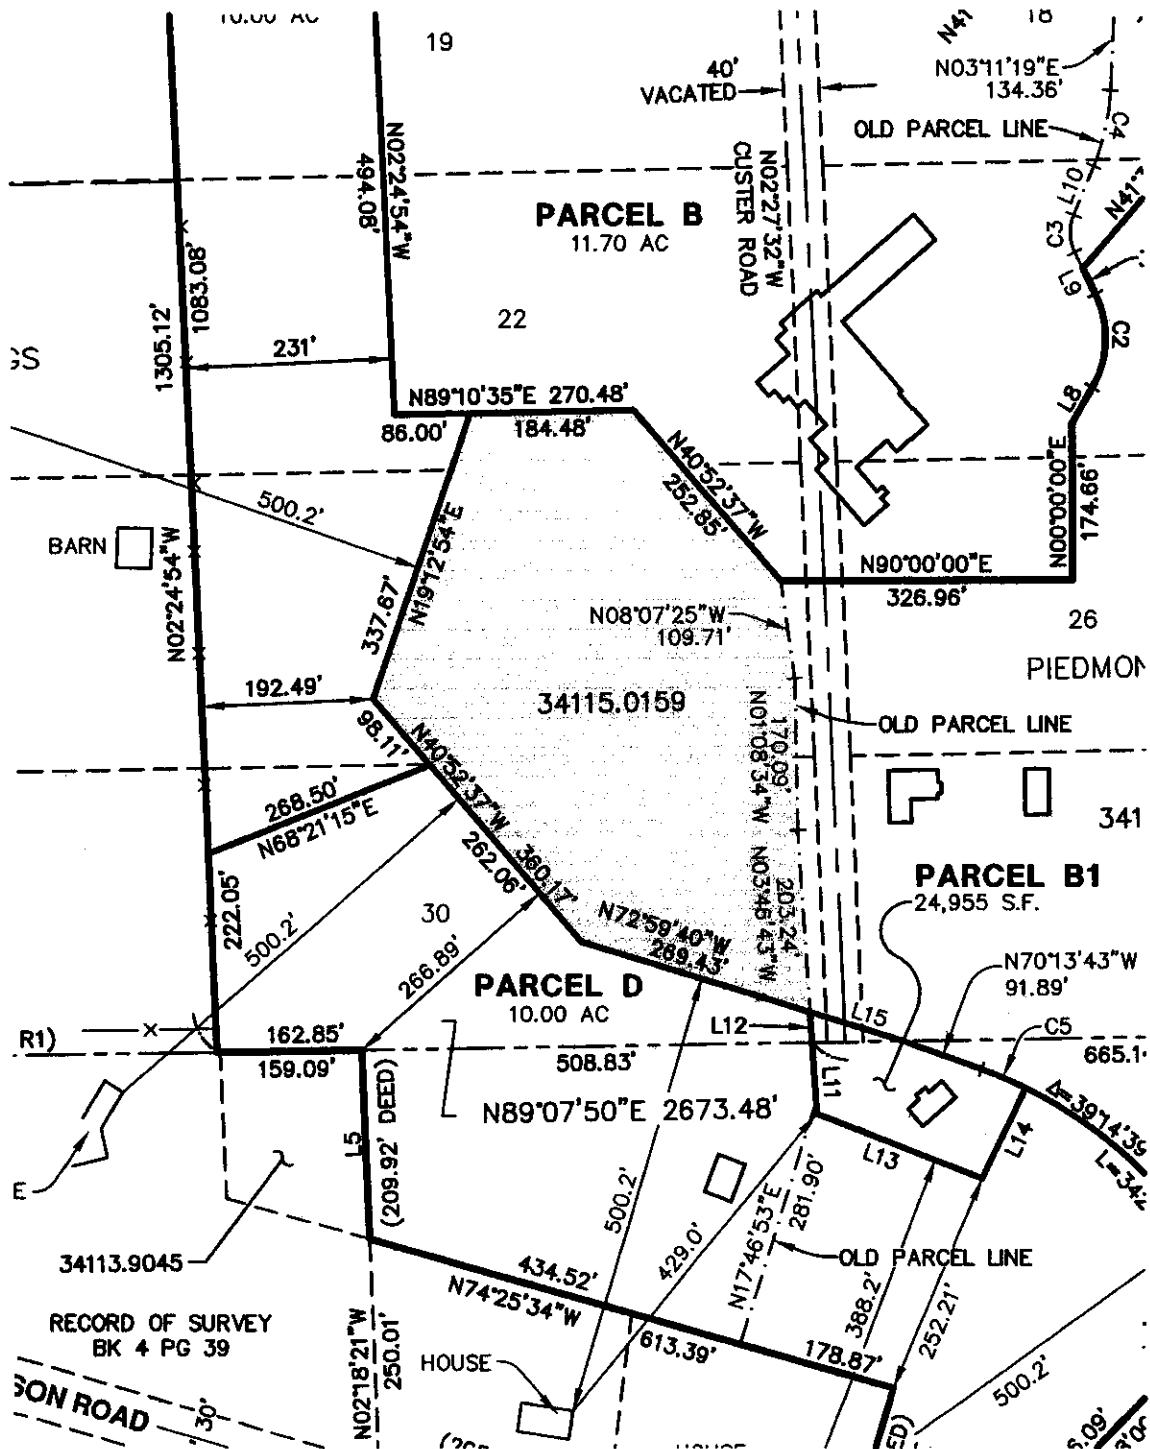 10.00 AC
19
18
N41
40'
VACATED
N03°11'19"E
134.36'
OLD PARCEL LINE
C4
N02°24'54"W
494.08'
N02°27'32"W
CUSTER ROAD
PARCEL B
11.70 AC
L10
N41°
C3
L9
C2
L8
1305.12'
1083.08'
22
GS
231'
N89°10'35"E 270.48'
86.00'
184.48'
N40°52'37"W
252.85'
N00°00'00"E
174.66'
500.2'
BARN
N02°24'54"W
337.67'
N19°12'54"E
N90°00'00"E
326.96'
N08°07'25"W
109.71'
26
PIEDMON
192.49'
34115.0159
98.11'
N40°52'37"W
360.17'
262.06'
170.09'
N01°08'34"W
OLD PARCEL LINE
268.50'
N68°21'15"E
341
PARCEL B1
24,955 S.F.
222.05'
500.2'
30
266.89'
N72°59'40"W
289.43'
203.24'
N03°46'43"W
PARCEL D
10.00 AC
N70°13'43"W
91.89'
R1)
162.85'
159.09'
L12
L15
C5
508.83'
665.1
N89°07'50"E 2673.48'
L11
L5
(209.92' DEED)
L13
L14
Δ=39°14'39
L=342
E
500.2'
429.0'
N17°46'53"E
281.90'
34113.9045
OLD PARCEL LINE
388.2'
252.21'
434.52'
N74°25'34"W
613.39'
178.87'
RECORD OF SURVEY
BK 4 PG 39
N02°18'21"W
250.01'
HOUSE
500.2'
SON ROAD
30'
HOUSE
ED)
6.09'